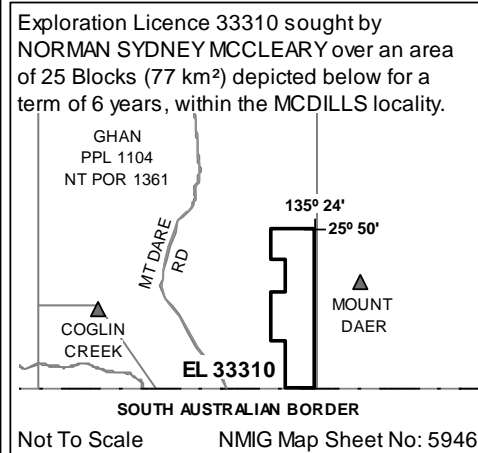 Exploration Licence 33310 sought by
NORMAN SYDNEY MCCLEARY over an area
of 25 Blocks (77 km²) depicted below for a
term of 6 years, within the MCDILLS locality.
GHAN
PPL 1104
NT POR 1361
135° 24'
25° 50'
MT DARE
RD
MOUNT
DAER
COGLIN
CREEK
EL 33310
SOUTH AUSTRALIAN BORDER
Not To Scale NMIG Map Sheet No: 5946